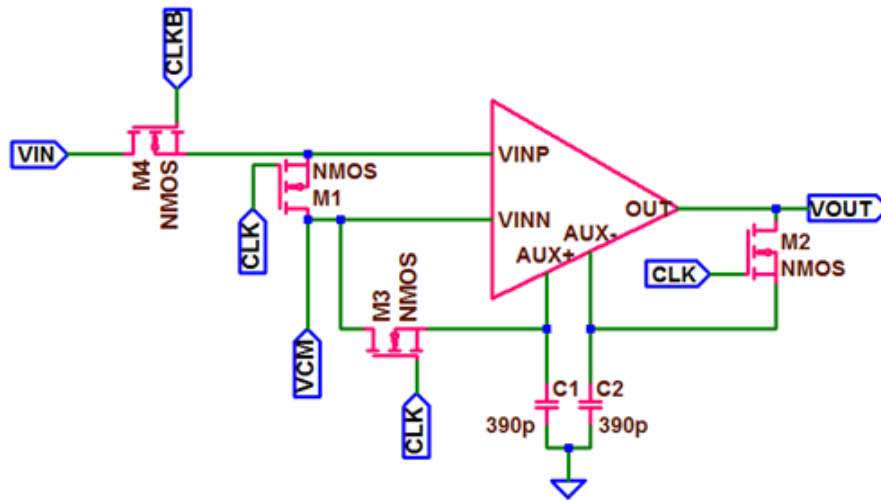 CLKB
VIN
M4
NMOS
NMOS
M1
CLK
VCM
M3
NMOS
CLK
VINP
VINN
OUT
AUX-
AUX+
VOUT
M2
NMOS
CLK
C1
C2
390p
390p